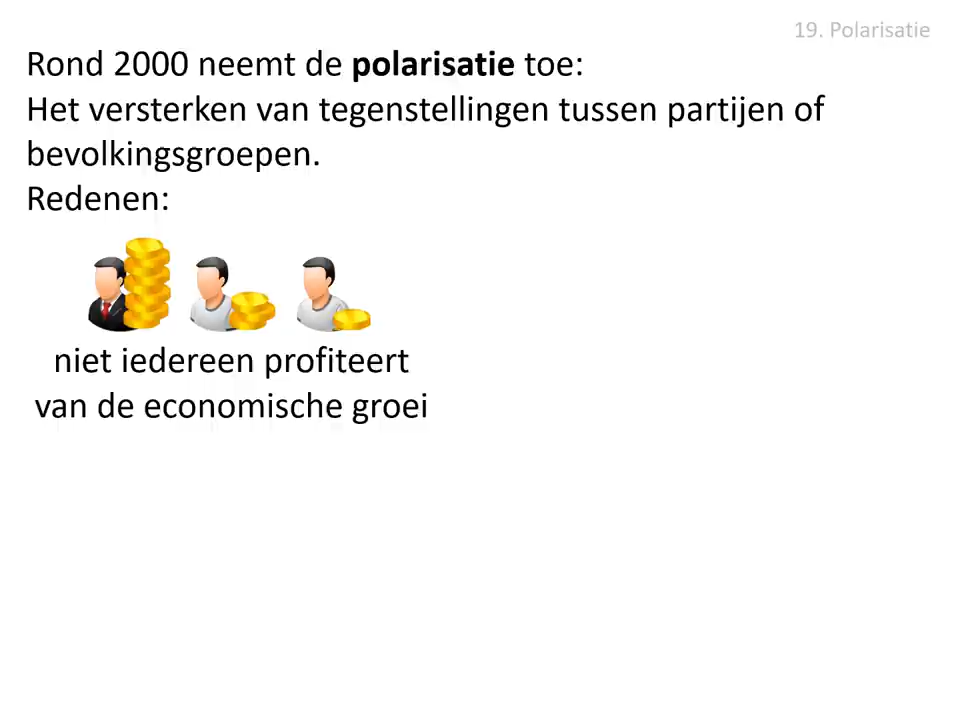 19. Polarisatie
Rond 2000 neemt de polarisatie toe:
Het versterken van tegenstellingen tussen partijen of
bevolkingsgroepen.
Redenen:
niet iedereen profiteert
van de economische groei